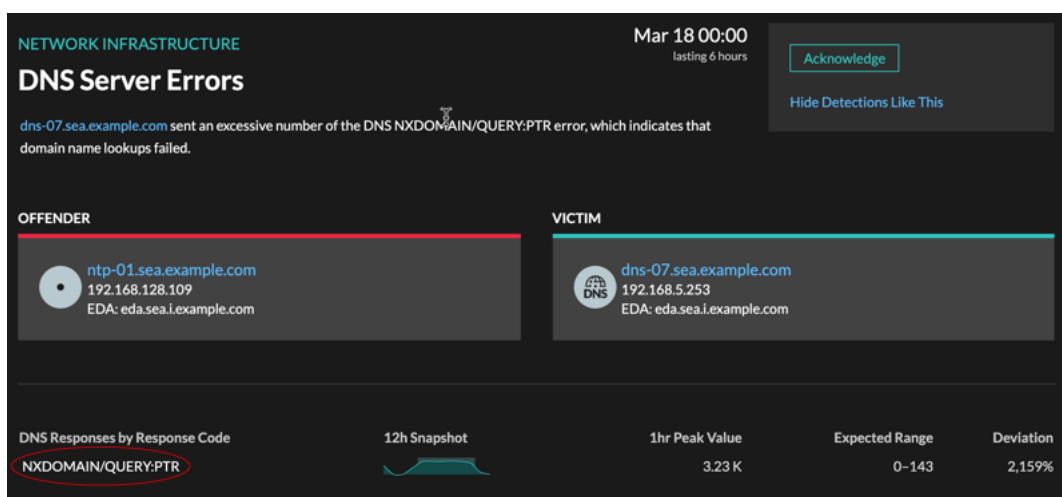 NETWORK INFRASTRUCTURE
DNS Server Errors
dns-07.sea.example.com sent an excessive number of the DNS NXDOMAIN/QUERY:PTR error, which indicates that
domain name lookups failed.
Mar 18 00:00
lasting 6 hours
Acknowledge
Hide Detections Like This
OFFENDER
ntp-01.sea.example.com
192.168.128.109
EDA: eda.sea.i.example.com
VICTIM
DNS
dns-07.sea.example.com
192.168.5.253
EDA: eda.sea.i.example.com
DNS Responses by Response Code 12h Snapshot 1hr Peak Value Expected Range Deviation
NXDOMAIN/QUERY:PTR 3.23 K 0–143 2,159%